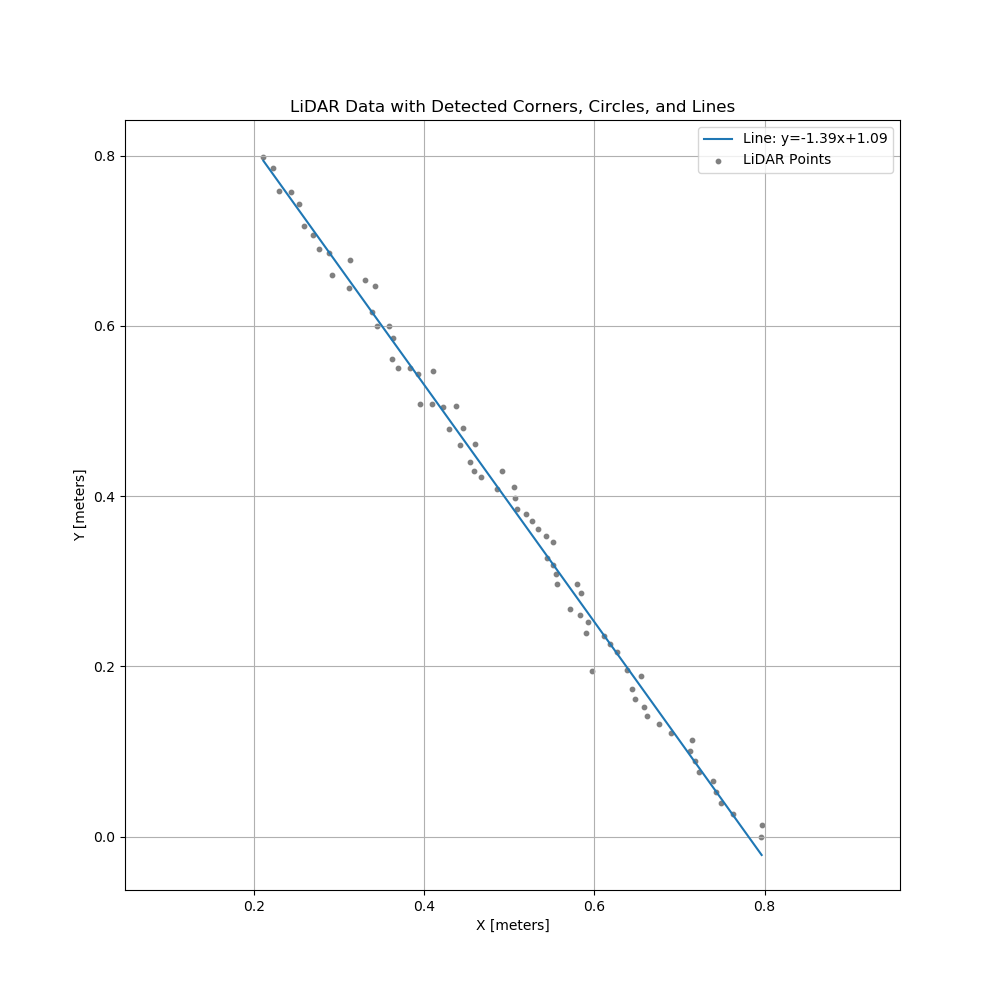 LiDAR Data with Detected Corners, Circles, and Lines
Line: y=-1.39x+1.09
LiDAR Points
0.8
0.6
0.4
0.2
0.0
Y [meters]
0.2 0.4 0.6 0.8
X [meters]